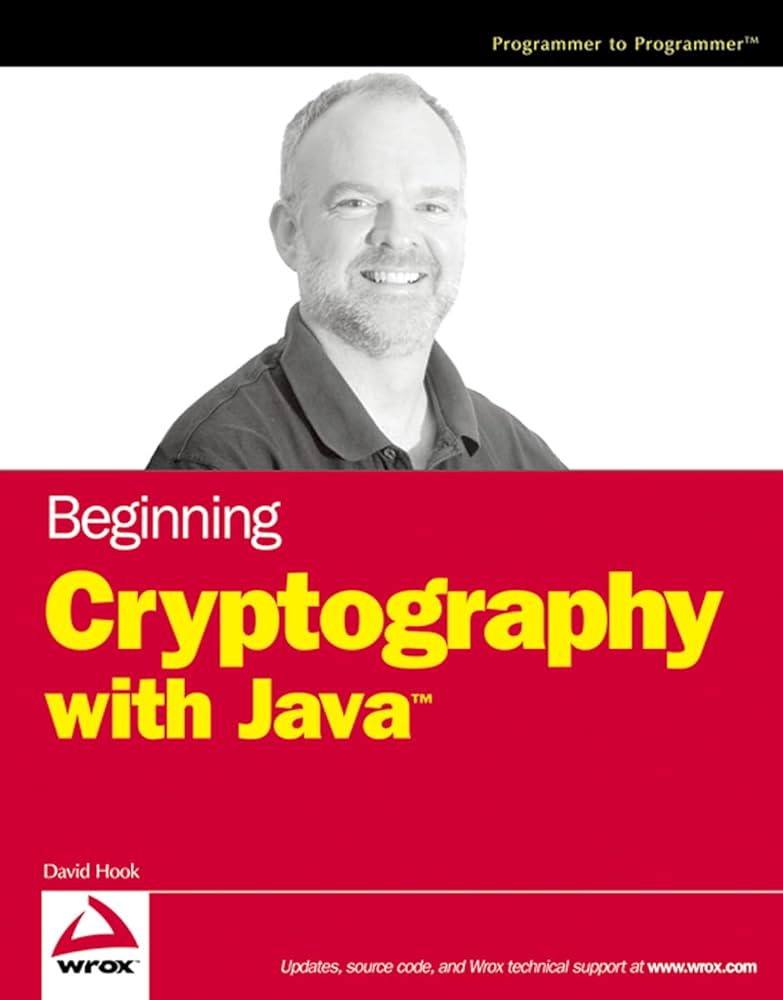 Programmer to Programmer™
Beginning
Cryptography
with Java™
David Hook
wrox™
Updates, source code, and Wrox technical support at www.wrox.com